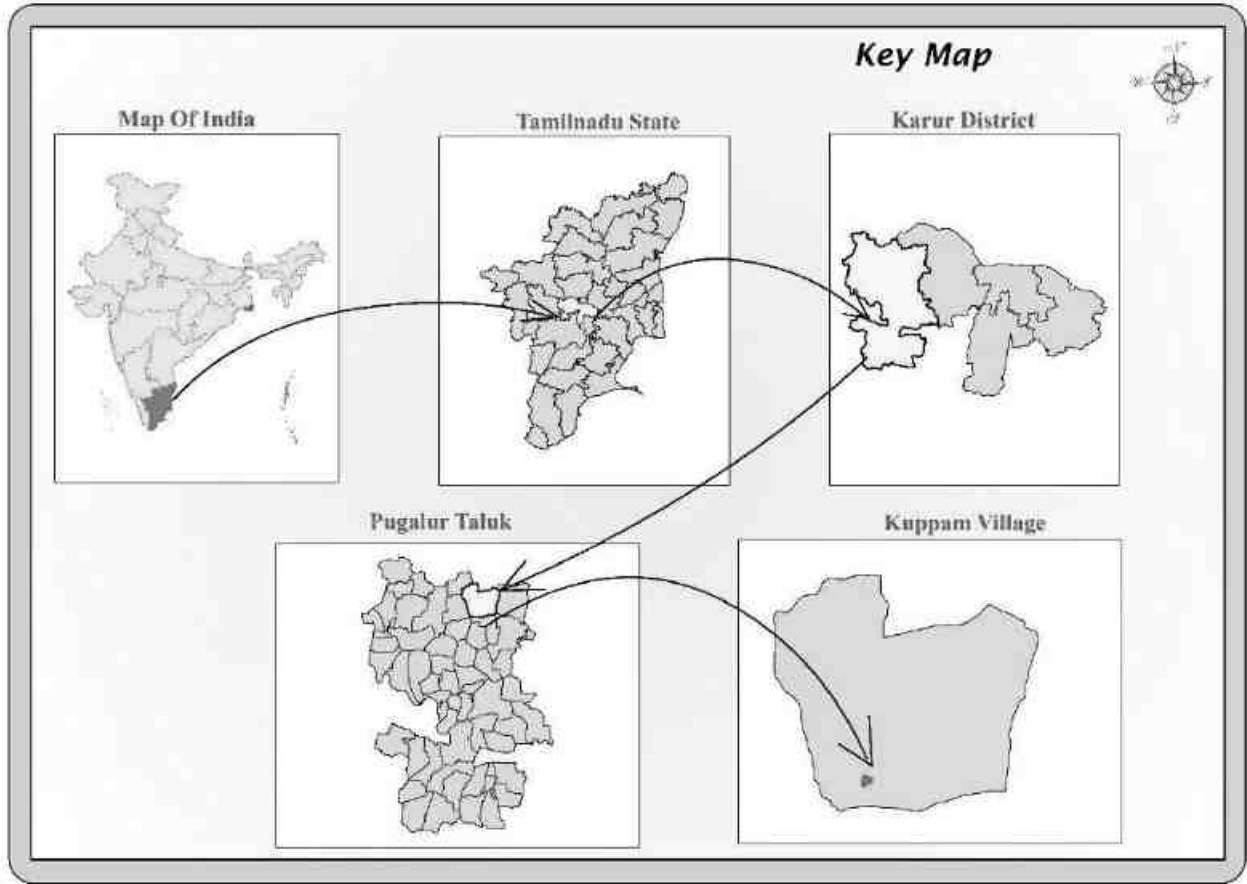 Key Map
Map Of India
Tamilnadu State
Karur District
Pugalur Taluk
Kuppam Village